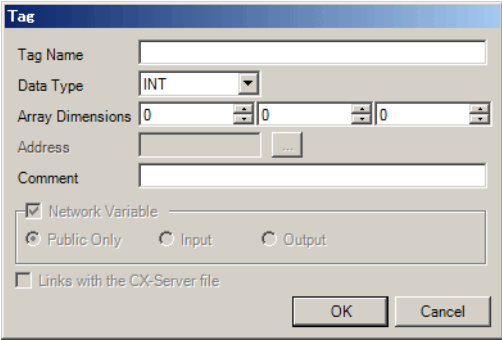 Tag
Tag Name
Data Type INT
Array Dimensions 0 0 0
Address ...
Comment
Network Variable
Public Only Input Output
Links with the CX-Server file
OK Cancel